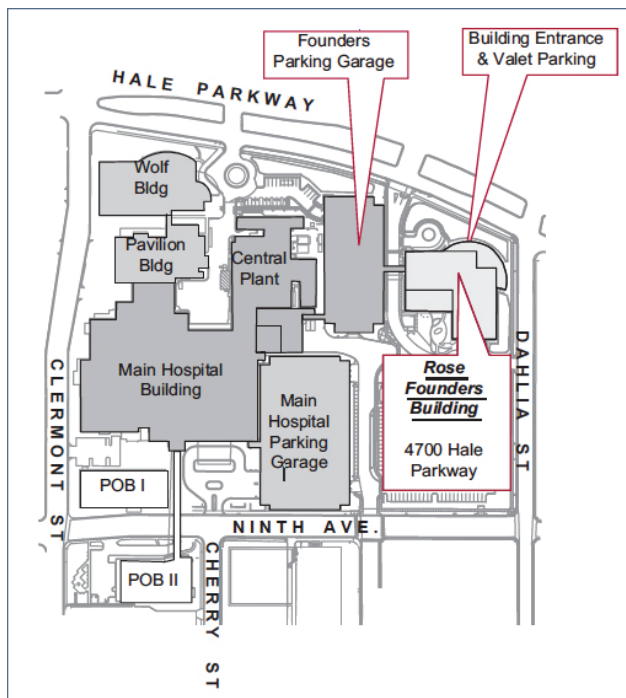 Founders
Parking Garage
Building Entrance
& Valet Parking
HALE PARKWAY
Wolf
Bldg
Pavilion
Bldg
Central
Plant
Main Hospital
Building
Main
Hospital
Parking
Garage
Rose
Founders
Building
4700 Hale
Parkway
CLERMONT ST
DAHLIA ST
POB I
NINTH AVE.
POB II
CHERRY ST